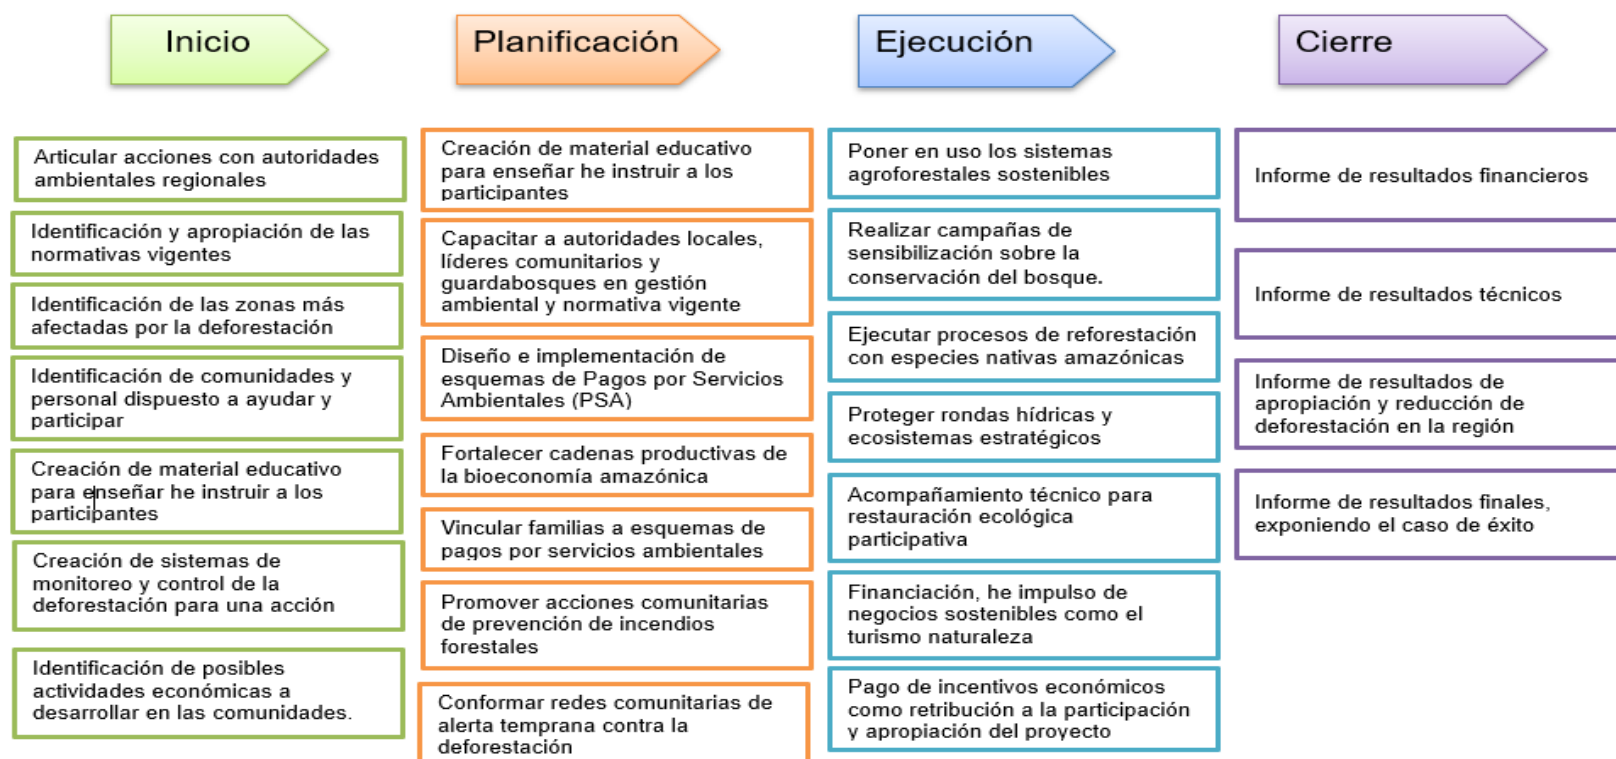 Inicio
Planificación
Ejecución
Cierre
Articular acciones con autoridades
ambientales regionales
Identificación y apropiación de las
normativas vigentes
Identificación de las zonas más
afectadas por la deforestación
Identificación de comunidades y
personal dispuesto a ayudar y
participar
Creación de material educativo
para enseñar he instruir a los
participantes
Creación de sistemas de
monitoreo y control de la
deforestación para una acción
Identificación de posibles
actividades económicas a
desarrollar en las comunidades.
Creación de material educativo
para enseñar he instruir a los
participantes
Capacitar a autoridades locales,
líderes comunitarios y
guardabosques en gestión
ambiental y normativa vigente
Diseño e implementación de
esquemas de Pagos por Servicios
Ambientales (PSA)
Fortalecer cadenas productivas de
la bioeconomía amazónica
Vincular familias a esquemas de
pagos por servicios ambientales
Promover acciones comunitarias
de prevención de incendios
forestales
Conformar redes comunitarias de
alerta temprana contra la
deforestación
Poner en uso los sistemas
agroforestales sostenibles
Realizar campañas de
sensibilización sobre la
conservación del bosque.
Ejecutar procesos de reforestación
con especies nativas amazónicas
Proteger rondas hídricas y
ecosistemas estratégicos
Acompañamiento técnico para
restauración ecológica
participativa
Financiación, he impulso de
negocios sostenibles como el
turismo naturaleza
Pago de incentivos económicos
como retribución a la participación
y apropiación del proyecto
Informe de resultados financieros
Informe de resultados técnicos
Informe de resultados de
apropiación y reducción de
deforestación en la región
Informe de resultados finales,
exponiendo el caso de éxito